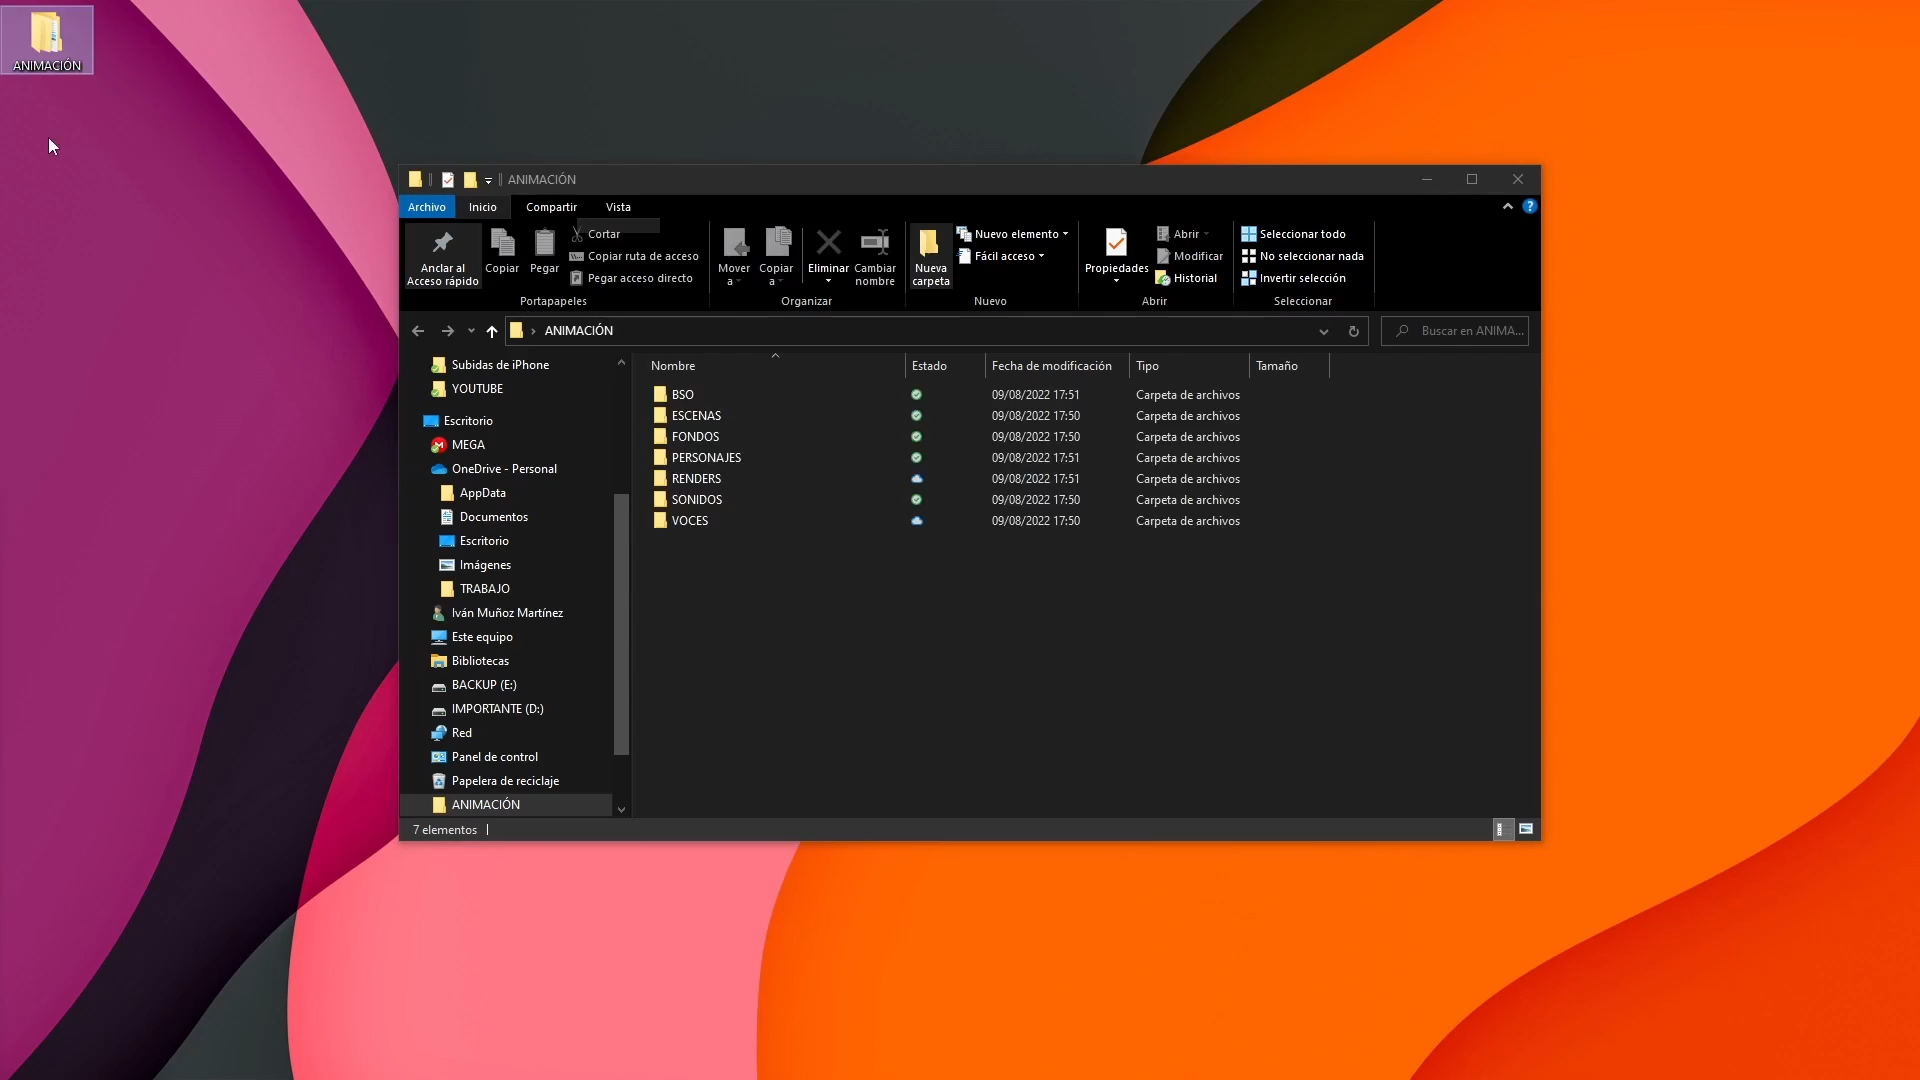 ANIMACIÓN
ANIMACIÓN
Archivo Inicio Compartir Vista
Anclar al Acceso rápido
Copiar
Pegar
Cortar
Copiar ruta de acceso
Pegar acceso directo
Portapapeles
Mover a
Copiar a
Eliminar
Cambiar nombre
Organizar
Nueva carpeta
Nuevo elemento
Fácil acceso
Nuevo
Propiedades
Abrir
Modificar
Historial
Abrir
Seleccionar todo
No seleccionar nada
Invertir selección
Seleccionar
ANIMACIÓN
Buscar en ANIMA...
Subidas de iPhone
YOUTUBE
Escritorio
MEGA
OneDrive - Personal
AppData
Documentos
Escritorio
Imágenes
TRABAJO
Iván Muñoz Martínez
Este equipo
Bibliotecas
BACKUP (E:)
IMPORTANTE (D:)
Red
Panel de control
Papelera de reciclaje
ANIMACIÓN
Nombre Estado Fecha de modificación Tipo Tamaño
BSO 09/08/2022 17:51 Carpeta de archivos
ESCENAS 09/08/2022 17:50 Carpeta de archivos
FONDOS 09/08/2022 17:50 Carpeta de archivos
PERSONAJES 09/08/2022 17:51 Carpeta de archivos
RENDERS 09/08/2022 17:51 Carpeta de archivos
SONIDOS 09/08/2022 17:50 Carpeta de archivos
VOCES 09/08/2022 17:50 Carpeta de archivos
7 elementos